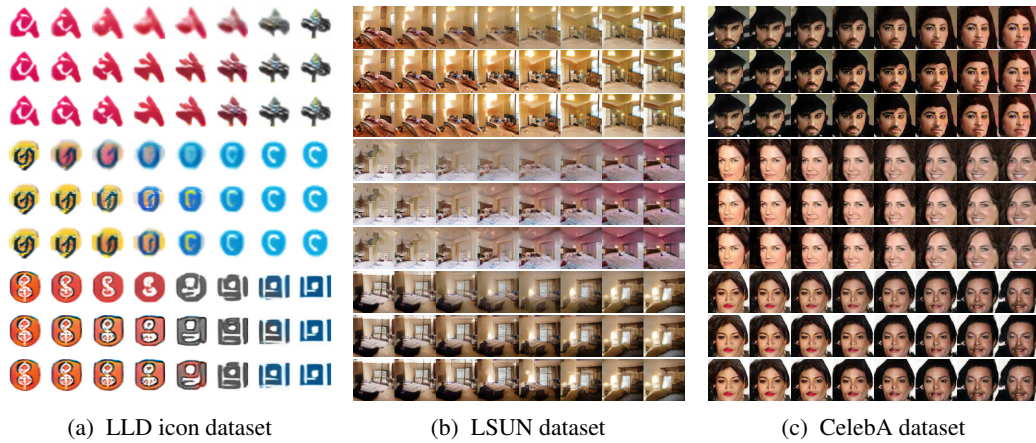 (a) LLD icon dataset
(b) LSUN dataset
(c) CelebA dataset